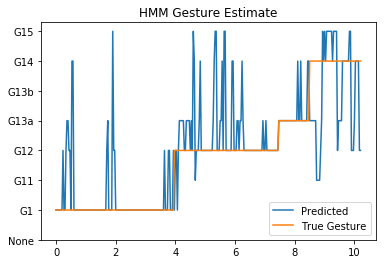 HMM Gesture Estimate
G15
G14
G13b
G13a
G12
G11
G1
None
Predicted
True Gesture
0 2 4 6 8 10